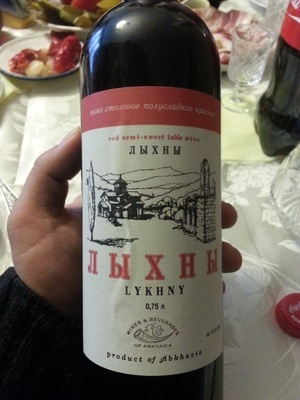 вино столовое полусладкое красное
red semi-sweet table wine
ЛЫХНЫ
ЛЫХНЫ
LYKHNY
0,75 л
WINES & BEVERAGES
OF ABKHAZIA
product of Abkhazia